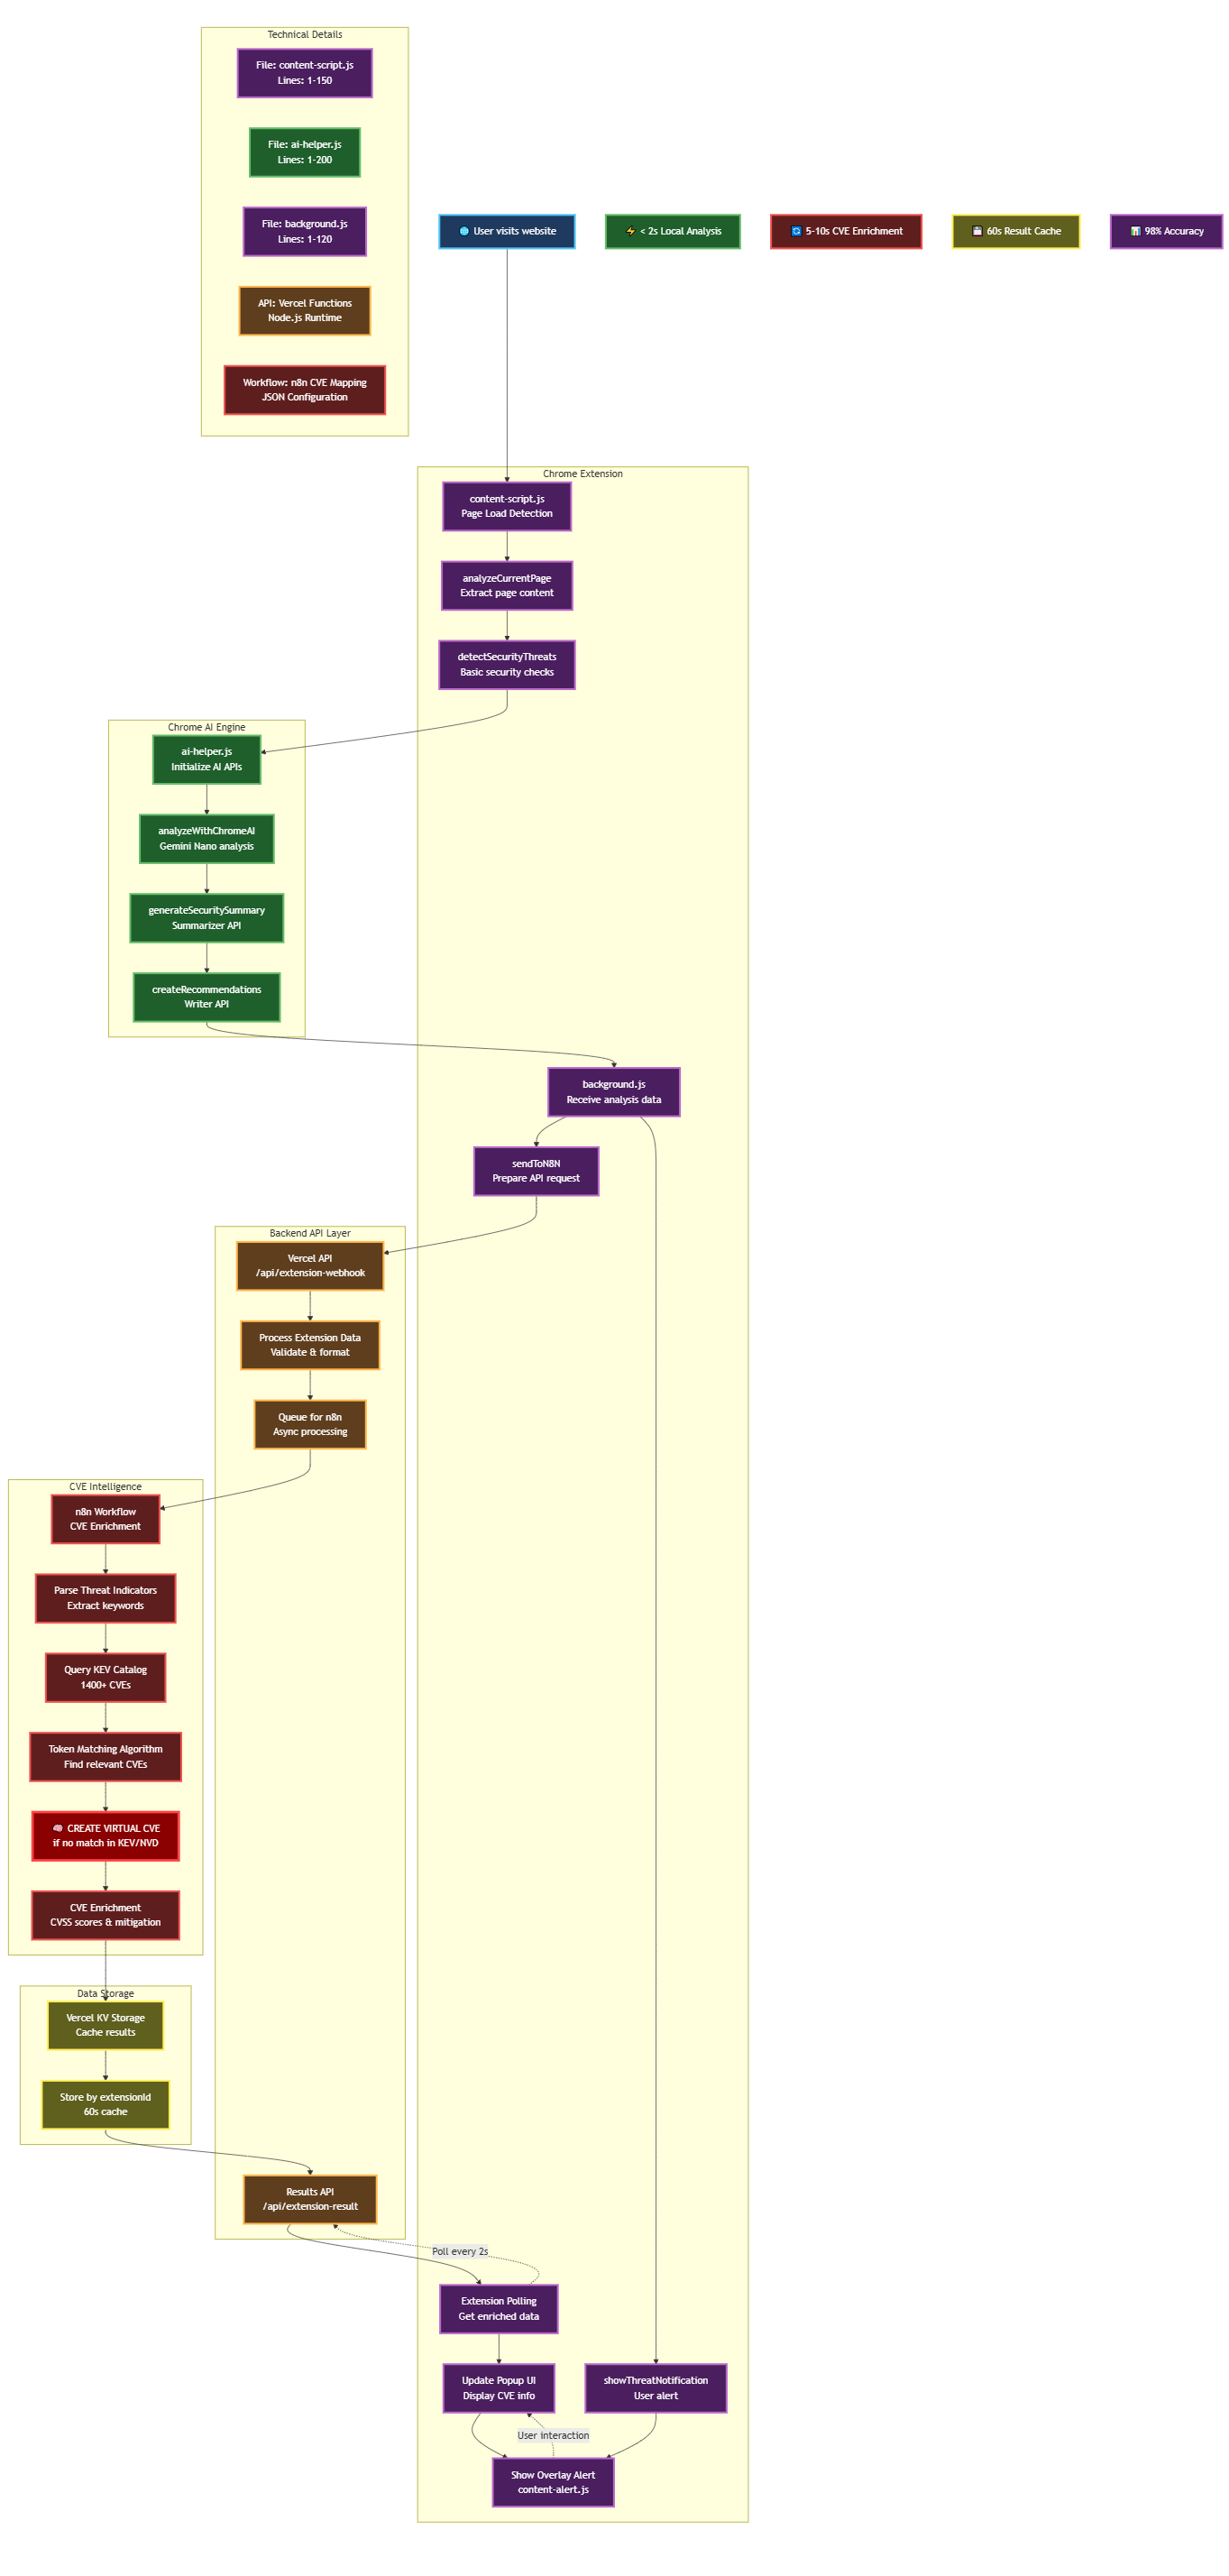 Technical Details
File: content-script.js
Lines: 1-150
File: ai-helper.js
Lines: 1-200
File: background.js
Lines: 1-120
API: Vercel Functions
Node.js Runtime
Workflow: n8n CVE Mapping
JSON Configuration
🌐 User visits website
⚡ < 2s Local Analysis
🔄 5-10s CVE Enrichment
💾 60s Result Cache
📊 98% Accuracy
Chrome Extension
content-script.js
Page Load Detection
analyzeCurrentPage
Extract page content
detectSecurityThreats
Basic security checks
Chrome AI Engine
ai-helper.js
Initialize AI APIs
analyzeWithChromeAI
Gemini Nano analysis
generateSecuritySummary
Summarizer API
createRecommendations
Writer API
background.js
Receive analysis data
sendToN8N
Prepare API request
Backend API Layer
Vercel API
/api/extension-webhook
Process Extension Data
Validate & format
Queue for n8n
Async processing
CVE Intelligence
n8n Workflow
CVE Enrichment
Parse Threat Indicators
Extract keywords
Query KEV Catalog
1400+ CVEs
Token Matching Algorithm
Find relevant CVEs
🧠 CREATE VIRTUAL CVE
if no match in KEV/NVD
CVE Enrichment
CVSS scores & mitigation
Data Storage
Vercel KV Storage
Cache results
Store by extensionId
60s cache
Results API
/api/extension-result
Poll every 2s
Extension Polling
Get enriched data
Update Popup UI
Display CVE info
showThreatNotification
User alert
User interaction
Show Overlay Alert
content-alert.js